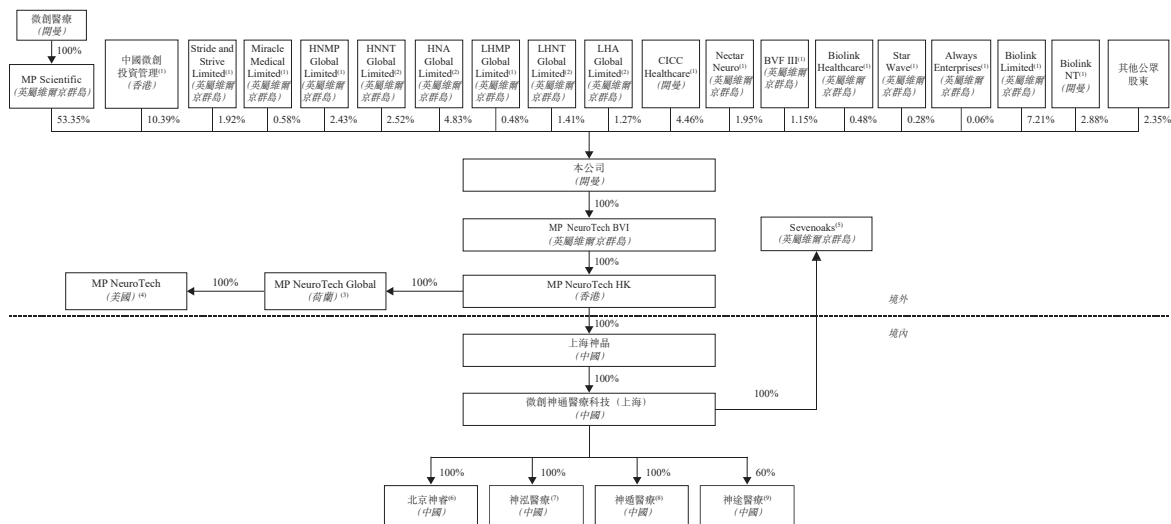 微創醫療
（開曼）
100%
MP Scientific
（英屬維爾京群島）
中國微創
投資管理(1)
（香港）
Stride and
Strive Limited(1)
（英屬維爾
京群島）
Miracle
Medical Limited(1)
（英屬維爾
京群島）
HNMP
Global
Limited(1)
（英屬維爾
京群島）
HNNT
Global
Limited(2)
（英屬維爾
京群島）
HNA
Global
Limited(2)
（英屬維爾
京群島）
LHMP
Global
Limited(1)
（英屬維爾
京群島）
LHNT
Global
Limited(2)
（英屬維爾
京群島）
LHA
Global
Limited(2)
（英屬維爾
京群島）
CICC
Healthcare(1)
（開曼）
Nectar
Neuro(1)
（英屬維爾
京群島）
BVF III(1)
（英屬維爾
京群島）
Biolink
Healthcare(1)
（英屬維爾
京群島）
Star
Wave(1)
（英屬維爾
京群島）
Always
Enterprises(1)
（英屬維爾
京群島）
Biolink
Limited(1)
（英屬維爾
京群島）
Biolink
NT(1)
（開曼）
其他公眾
股東
53.35%
10.39%
1.92%
0.58%
2.43%
2.52%
4.83%
0.48%
1.41%
1.27%
4.46%
1.95%
1.15%
0.48%
0.28%
0.06%
7.21%
2.88%
2.35%
本公司
（開曼）
100%
MP NeuroTech BVI
（英屬維爾京群島）
Sevenoaks(5)
（英屬維爾京群島）
100%
MP NeuroTech
（美國）(4)
100%
MP NeuroTech Global
（荷蘭）(3)
100%
MP NeuroTech HK
（香港）
境外
100%
境內
上海神晶
（中國）
100%
微創神通醫療科技（上海）
（中國）
100%
100%
100%
100%
60%
北京神睿(6)
（中國）
神泓醫療(7)
（中國）
神遁醫療(8)
（中國）
神途醫療(9)
（中國）